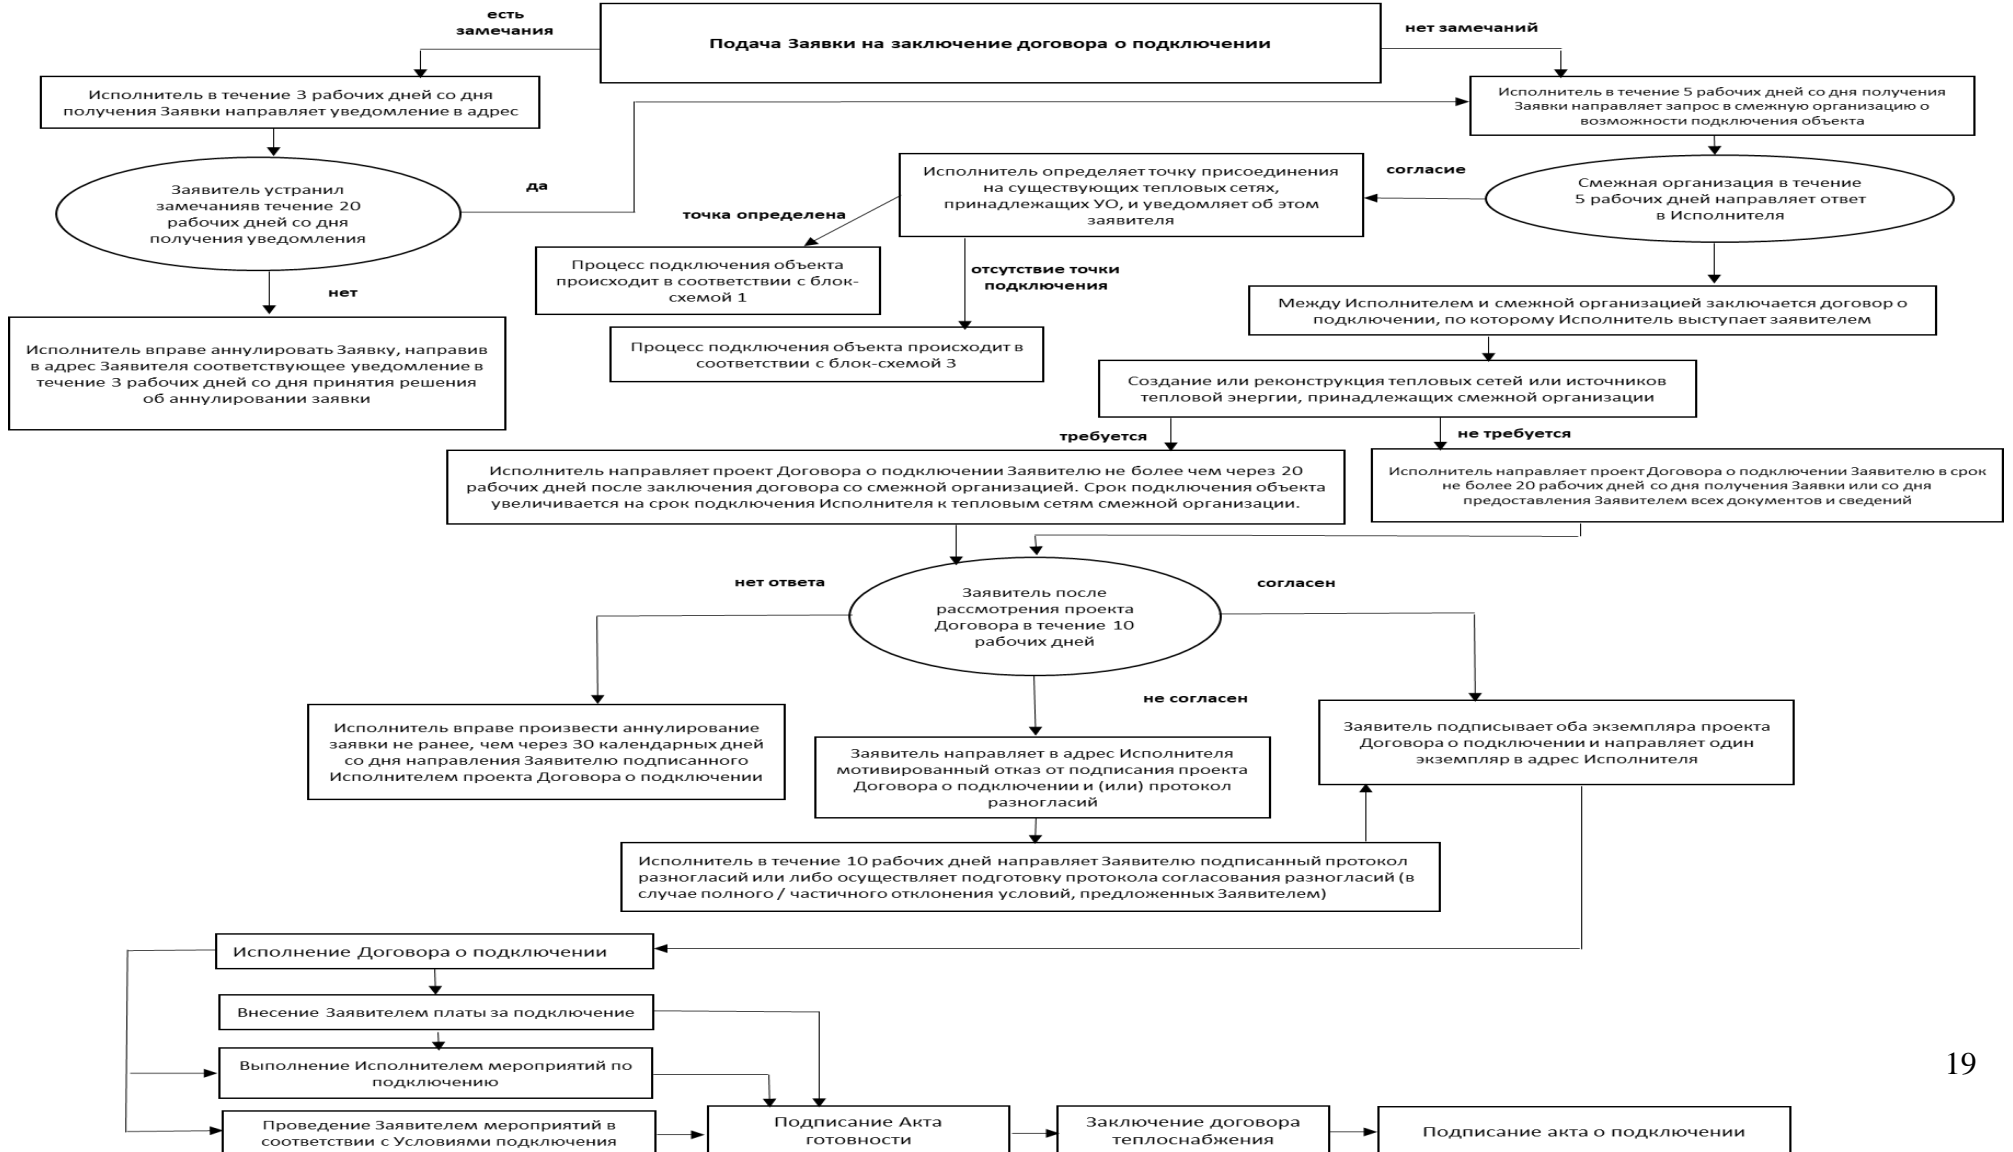 есть
замечания
Подача Заявки на заключение договора о подключении
нет замечаний
Исполнитель в течение 3 рабочих дней со дня
получения Заявки направляет уведомление в адрес
Исполнитель в течение 5 рабочих дней со дня получения
Заявки направляет запрос в смежную организацию о
возможности подключения объекта
Заявитель устранил
замечанияв течение 20
рабочих дней со дня
получения уведомления
да
Исполнитель определяет точку присоединения
на существующих тепловых сетях,
принадлежащих УО, и уведомляет об этом
заявителя
согласие
Смежная организация в течение
5 рабочих дней направляет ответ
в Исполнителя
точка определена
Процесс подключения объекта
происходит в соответствии с блок-
схемой 1
отсутствие точки
подключения
нет
Между Исполнителем и смежной организацией заключается договор о
подключении, по которому Исполнитель выступает заявителем
Исполнитель вправе аннулировать Заявку, направив
в адрес Заявителя соответствующее уведомление в
течение 3 рабочих дней со дня принятия решения
об аннулировании заявки
Процесс подключения объекта происходит в
соответствии с блок-схемой 3
Создание или реконструкция тепловых сетей или источников
тепловой энергии, принадлежащих смежной организации
требуется
не требуется
Исполнитель направляет проект Договора о подключении Заявителю не более чем через 20
рабочих дней после заключения договора со смежной организацией. Срок подключения объекта
увеличивается на срок подключения Исполнителя к тепловым сетям смежной организации.
Исполнитель направляет проект Договора о подключении Заявителю в срок
не более 20 рабочих дней со дня получения Заявки или со дня
предоставления Заявителем всех документов и сведений
нет ответа
Заявитель после
рассмотрения проекта
Договора в течение 10
рабочих дней
согласен
не согласен
Исполнитель вправе произвести аннулирование
заявки не ранее, чем через 30 календарных дней
со дня направления Заявителю подписанного
Исполнителем проекта Договора о подключении
Заявитель направляет в адрес Исполнителя
мотивированный отказ от подписания проекта
Договора о подключении и (или) протокол
разногласий
Заявитель подписывает оба экземпляра проекта
Договора о подключении и направляет один
экземпляр в адрес Исполнителя
Исполнитель в течение 10 рабочих дней направляет Заявителю подписанный протокол
разногласий или либо осуществляет подготовку протокола согласования разногласий (в
случае полного / частичного отклонения условий, предложенных Заявителем)
Исполнение Договора о подключении
Внесение Заявителем платы за подключение
Выполнение Исполнителем мероприятий по
подключению
19
Проведение Заявителем мероприятий в
соответствии с Условиями подключения
Подписание Акта
готовности
Заключение договора
теплоснабжения
Подписание акта о подключении